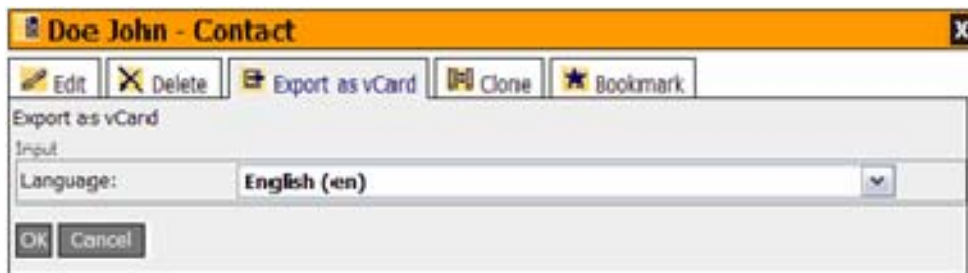 Doe John - Contact
X
Edit Delete Export as vCard Clone Bookmark
Export as vCard
Input
Language: English (en)
OK Cancel